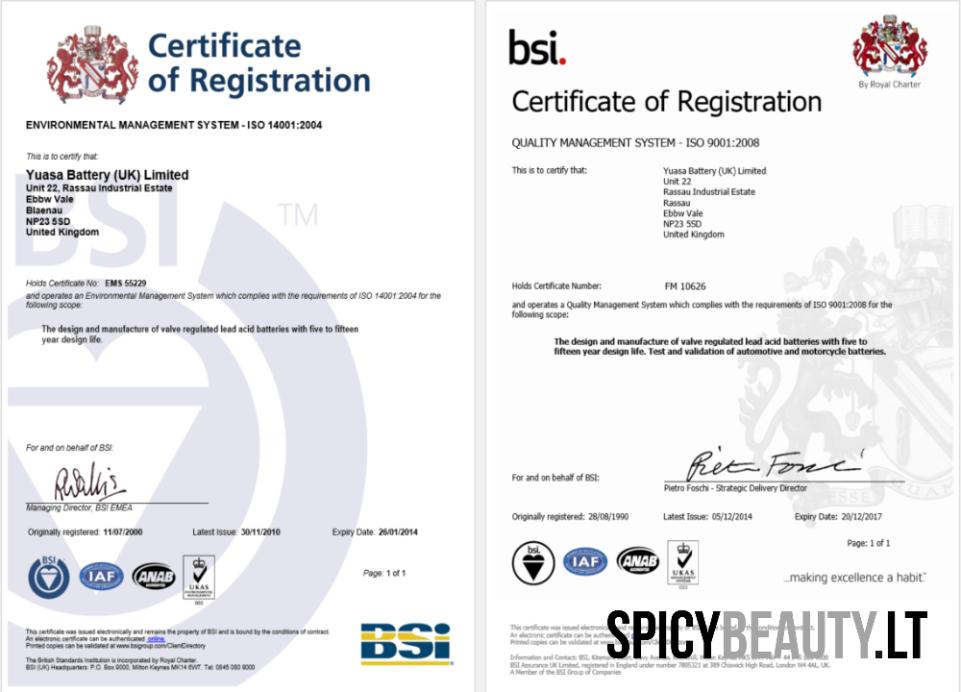 Certificate
of Registration
ENVIRONMENTAL MANAGEMENT SYSTEM - ISO 14001:2004
This is to certify that:
Yuasa Battery (UK) Limited
Unit 22, Rassau Industrial Estate
Ebbw Vale
Blaenau
NP23 5SD
United Kingdom
BSI
TM
Holds Certificate No: EMS 55229
and operates an Environmental Management System which complies with the requirements of ISO 14001:2004 for the
following scope:
The design and manufacture of valve regulated lead acid batteries with five to fifteen
year design life.
For and on behalf of BSI:
Managing Director, BSI EMEA
Originally registered: 11/07/2000 Latest Issue: 30/11/2010 Expiry Date: 26/01/2014
BSI
IAF
ANAB
UKAS
ENVIRONMENTAL
MANAGEMENT
003
Page: 1 of 1
This certificate was issued electronically and remains the property of BSI and is bound by the conditions of contract.
An electronic certificate can be authenticated online.
Printed copies can be validated at www.bsigroup.com/ClientDirectory
The British Standards Institution is incorporated by Royal Charter.
BSI (UK) Headquarters: P.O. Box 9000, Milton Keynes MK14 6WT. Tel: 0845 080 9000
BSi
bsi.
By Royal Charter
Certificate of Registration
QUALITY MANAGEMENT SYSTEM - ISO 9001:2008
This is to certify that:
Yuasa Battery (UK) Limited
Unit 22
Rassau Industrial Estate
Rassau
Ebbw Vale
NP23 5SD
United Kingdom
Holds Certificate Number: FM 10626
and operates a Quality Management System which complies with the requirements of ISO 9001:2008 for the
following scope:
The design and manufacture of valve regulated lead acid batteries with five to
fifteen year design life. Test and validation of automotive and motorcycle batteries.
For and on behalf of BSI:
Pietro Foschi - Strategic Delivery Director
Originally registered: 28/08/1990 Latest Issue: 05/12/2014 Expiry Date: 20/12/2017
Page: 1 of 1
bsi.
IAF
ANAB
UKAS
MANAGEMENT
SYSTEMS
003
...making excellence a habit.™
This certificate was issued electronically and remains the
An electronic certificate can be
Printed copies can be validated at
Information and Contact: BSI,
BSI Assurance UK Limited, registered in England under number 7805321 at 389 Chiswick High Road, London W4 4AL, UK.
A Member of the BSI Group of Companies
SPICYBEAUTY.LT